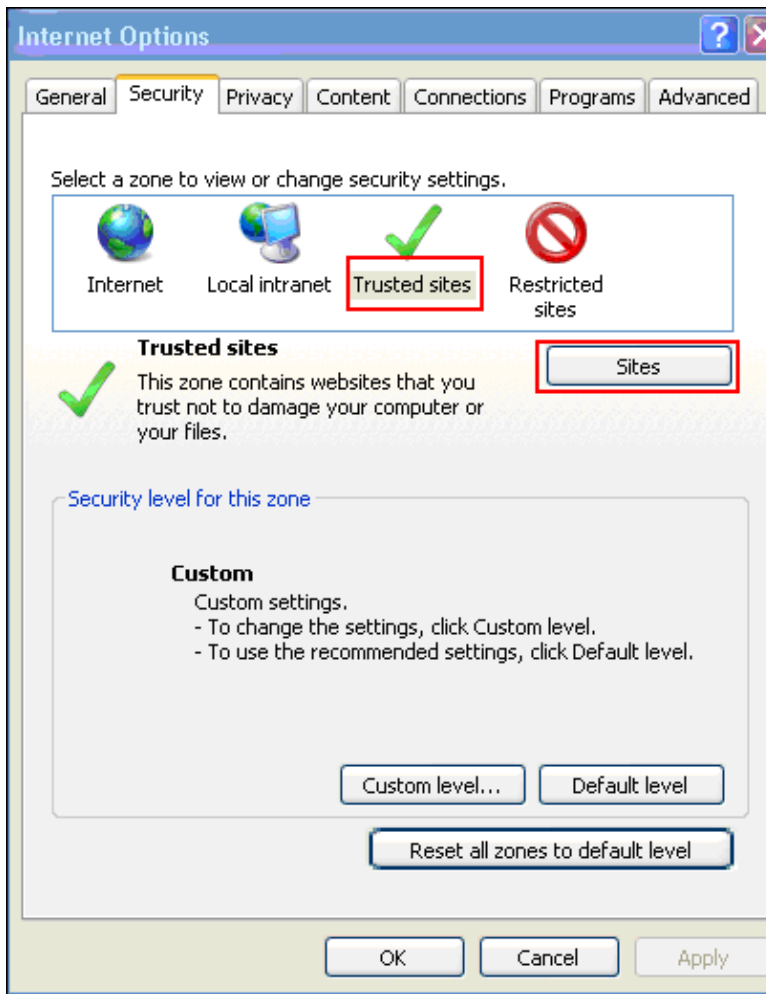 Internet Options
?
General Security Privacy Content Connections Programs Advanced
Select a zone to view or change security settings.
Internet Local intranet Trusted sites Restricted
sites
Trusted sites
Sites
This zone contains websites that you
trust not to damage your computer or
your files.
Security level for this zone
Custom
Custom settings.
- To change the settings, click Custom level.
- To use the recommended settings, click Default level.
Custom level... Default level
Reset all zones to default level
OK Cancel Apply